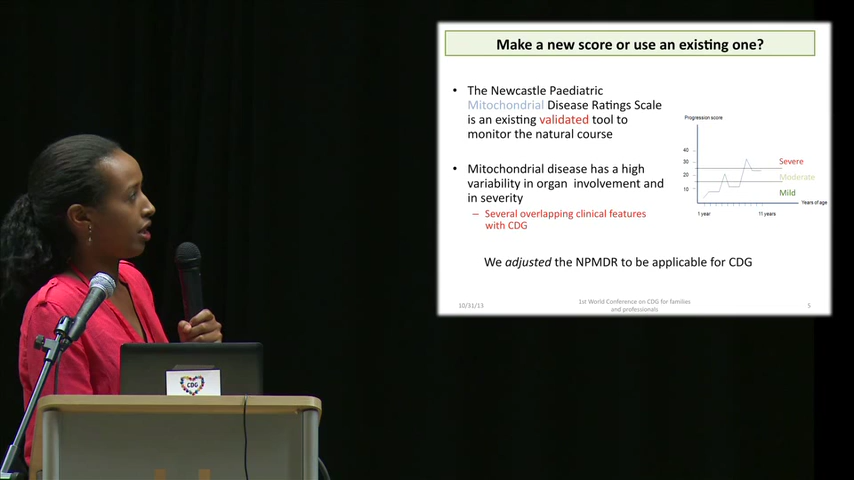 Make a new score or use an existing one?
• The Newcastle Paediatric
Mitochondrial Disease Ratings Scale
is an existing validated tool to
monitor the natural course
• Mitochondrial disease has a high
variability in organ involvement and
in severity
– Several overlapping clinical features
with CDG
Progression score
40
30
20
10
Severe
Moderate
Mild
Years of age
1 year
11 years
We adjusted the NPMDR to be applicable for CDG
10/31/13
1st World Conference on CDG for families
and professionals
5
CDG